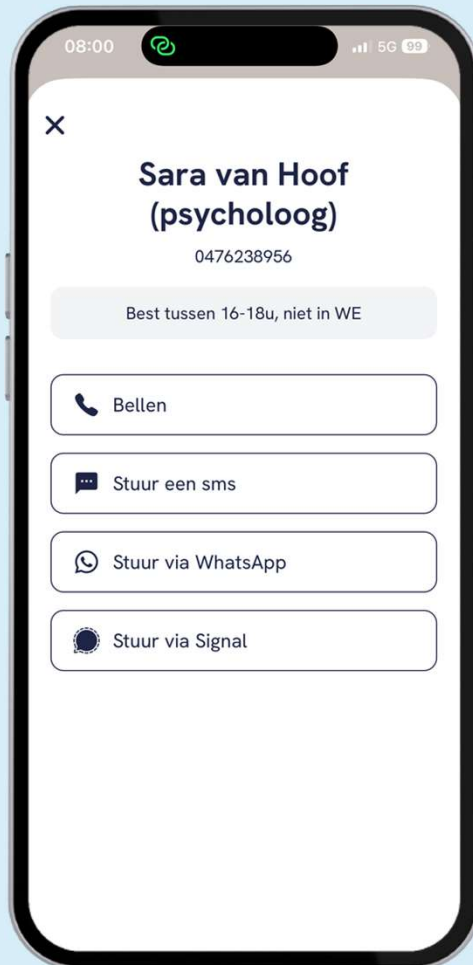 08:00 5G 99
Sara van Hoof
(psycholoog)
0476238956
Best tussen 16-18u, niet in WE
Bellen
Stuur een sms
Stuur via WhatsApp
Stuur via Signal